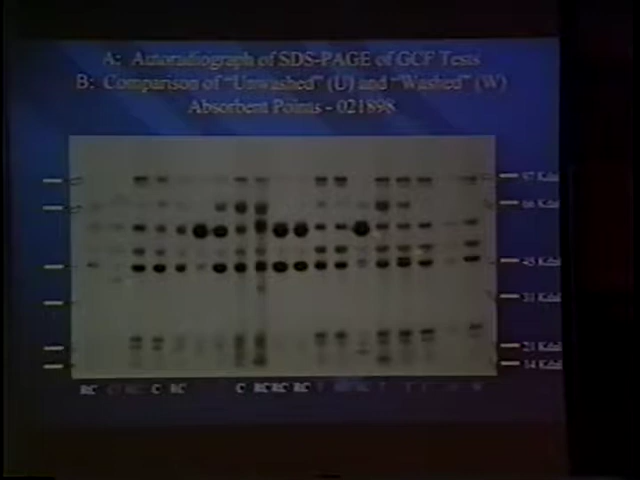 A: Autoradiograph of SDS-PAGE of GCF Tests
B: Comparison of "Unwashed" (U) and "Washed" (W)
Absorbent Points - 021898
97 Kdal
66 Kdal
45 Kdal
31 Kdal
21 Kdal
14 Kdal
RC C RC C RC RC RC